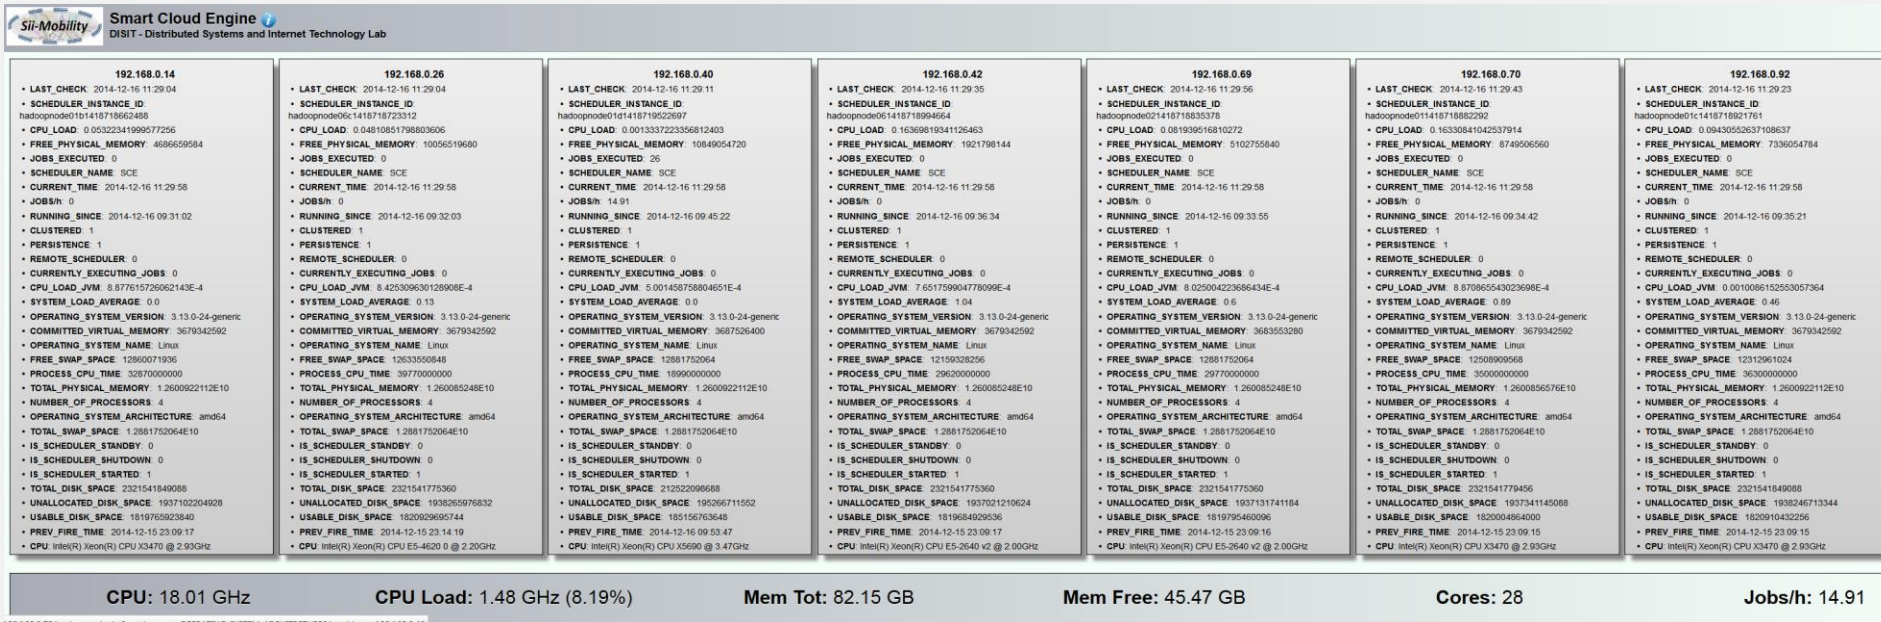 Sii-Mobility
Smart Cloud Engine
DISIT - Distributed Systems and Internet Technology Lab
192.168.0.14
• LAST_CHECK: 2014-12-16 11:29:04
• SCHEDULER_INSTANCE_ID:
hadoopnode01b1418718662488
• CPU_LOAD: 0.05322341999577256
• FREE_PHYSICAL_MEMORY: 4686659584
• JOBS_EXECUTED: 0
• SCHEDULER_NAME: SCE
• CURRENT_TIME: 2014-12-16 11:29:58
• JOBS/h: 0
• RUNNING_SINCE: 2014-12-16 09:31:02
• CLUSTERED: 1
• PERSISTENCE: 1
• REMOTE_SCHEDULER: 0
• CURRENTLY_EXECUTING_JOBS: 0
• CPU_LOAD_JVM: 8.877615726062143E-4
• SYSTEM_LOAD_AVERAGE: 0.0
• OPERATING_SYSTEM_VERSION: 3.13.0-24-generic
• COMMITTED_VIRTUAL_MEMORY: 3679342592
• OPERATING_SYSTEM_NAME: Linux
• FREE_SWAP_SPACE: 12860071936
• PROCESS_CPU_TIME: 32870000000
• TOTAL_PHYSICAL_MEMORY: 1.2600922112E10
• NUMBER_OF_PROCESSORS: 4
• OPERATING_SYSTEM_ARCHITECTURE: amd64
• TOTAL_SWAP_SPACE: 1.2881752064E10
• IS_SCHEDULER_STANDBY: 0
• IS_SCHEDULER_SHUTDOWN: 0
• IS_SCHEDULER_STARTED: 1
• TOTAL_DISK_SPACE: 2321541849088
• UNALLOCATED_DISK_SPACE: 1937102204928
• USABLE_DISK_SPACE: 1819765923840
• PREV_FIRE_TIME: 2014-12-15 23:09:17
• CPU: Intel(R) Xeon(R) CPU X3470 @ 2.93GHz
192.168.0.26
• LAST_CHECK: 2014-12-16 11:29:04
• SCHEDULER_INSTANCE_ID:
hadoopnode06c1418718723312
• CPU_LOAD: 0.04810851798803606
• FREE_PHYSICAL_MEMORY: 10056519680
• JOBS_EXECUTED: 0
• SCHEDULER_NAME: SCE
• CURRENT_TIME: 2014-12-16 11:29:58
• JOBS/h: 0
• RUNNING_SINCE: 2014-12-16 09:32:03
• CLUSTERED: 1
• PERSISTENCE: 1
• REMOTE_SCHEDULER: 0
• CURRENTLY_EXECUTING_JOBS: 0
• CPU_LOAD_JVM: 8.425309630128908E-4
• SYSTEM_LOAD_AVERAGE: 0.13
• OPERATING_SYSTEM_VERSION: 3.13.0-24-generic
• COMMITTED_VIRTUAL_MEMORY: 3679342592
• OPERATING_SYSTEM_NAME: Linux
• FREE_SWAP_SPACE: 12633550848
• PROCESS_CPU_TIME: 39770000000
• TOTAL_PHYSICAL_MEMORY: 1.260085248E10
• NUMBER_OF_PROCESSORS: 4
• OPERATING_SYSTEM_ARCHITECTURE: amd64
• TOTAL_SWAP_SPACE: 1.2881752064E10
• IS_SCHEDULER_STANDBY: 0
• IS_SCHEDULER_SHUTDOWN: 0
• IS_SCHEDULER_STARTED: 1
• TOTAL_DISK_SPACE: 2321541775360
• UNALLOCATED_DISK_SPACE: 1938265976832
• USABLE_DISK_SPACE: 1820929695744
• PREV_FIRE_TIME: 2014-12-15 23:14:19
• CPU: Intel(R) Xeon(R) CPU E5-4620 0 @ 2.20GHz
192.168.0.40
• LAST_CHECK: 2014-12-16 11:29:11
• SCHEDULER_INSTANCE_ID:
hadoopnode01d1418719522697
• CPU_LOAD: 0.0013337223356812403
• FREE_PHYSICAL_MEMORY: 10849054720
• JOBS_EXECUTED: 26
• SCHEDULER_NAME: SCE
• CURRENT_TIME: 2014-12-16 11:29:58
• JOBS/h: 14.91
• RUNNING_SINCE: 2014-12-16 09:45:22
• CLUSTERED: 1
• PERSISTENCE: 1
• REMOTE_SCHEDULER: 0
• CURRENTLY_EXECUTING_JOBS: 0
• CPU_LOAD_JVM: 5.001458758804651E-4
• SYSTEM_LOAD_AVERAGE: 0.0
• OPERATING_SYSTEM_VERSION: 3.13.0-24-generic
• COMMITTED_VIRTUAL_MEMORY: 3687526400
• OPERATING_SYSTEM_NAME: Linux
• FREE_SWAP_SPACE: 12881752064
• PROCESS_CPU_TIME: 18990000000
• TOTAL_PHYSICAL_MEMORY: 1.2600922112E10
• NUMBER_OF_PROCESSORS: 4
• OPERATING_SYSTEM_ARCHITECTURE: amd64
• TOTAL_SWAP_SPACE: 1.2881752064E10
• IS_SCHEDULER_STANDBY: 0
• IS_SCHEDULER_SHUTDOWN: 0
• IS_SCHEDULER_STARTED: 1
• TOTAL_DISK_SPACE: 212522098688
• UNALLOCATED_DISK_SPACE: 195266711552
• USABLE_DISK_SPACE: 185156763648
• PREV_FIRE_TIME: 2014-12-16 09:53:47
• CPU: Intel(R) Xeon(R) CPU X5690 @ 3.47GHz
192.168.0.42
• LAST_CHECK: 2014-12-16 11:29:35
• SCHEDULER_INSTANCE_ID:
hadoopnode061418718994664
• CPU_LOAD: 0.16369819341126463
• FREE_PHYSICAL_MEMORY: 1921798144
• JOBS_EXECUTED: 0
• SCHEDULER_NAME: SCE
• CURRENT_TIME: 2014-12-16 11:29:58
• JOBS/h: 0
• RUNNING_SINCE: 2014-12-16 09:36:34
• CLUSTERED: 1
• PERSISTENCE: 1
• REMOTE_SCHEDULER: 0
• CURRENTLY_EXECUTING_JOBS: 0
• CPU_LOAD_JVM: 7.651759904778099E-4
• SYSTEM_LOAD_AVERAGE: 1.04
• OPERATING_SYSTEM_VERSION: 3.13.0-24-generic
• COMMITTED_VIRTUAL_MEMORY: 3679342592
• OPERATING_SYSTEM_NAME: Linux
• FREE_SWAP_SPACE: 12159328256
• PROCESS_CPU_TIME: 29620000000
• TOTAL_PHYSICAL_MEMORY: 1.260085248E10
• NUMBER_OF_PROCESSORS: 4
• OPERATING_SYSTEM_ARCHITECTURE: amd64
• TOTAL_SWAP_SPACE: 1.2881752064E10
• IS_SCHEDULER_STANDBY: 0
• IS_SCHEDULER_SHUTDOWN: 0
• IS_SCHEDULER_STARTED: 1
• TOTAL_DISK_SPACE: 2321541775360
• UNALLOCATED_DISK_SPACE: 1937021210624
• USABLE_DISK_SPACE: 1819684929536
• PREV_FIRE_TIME: 2014-12-15 23:09:17
• CPU: Intel(R) Xeon(R) CPU E5-2640 v2 @ 2.00GHz
192.168.0.69
• LAST_CHECK: 2014-12-16 11:29:56
• SCHEDULER_INSTANCE_ID:
hadoopnode021418718835378
• CPU_LOAD: 0.081939516810272
• FREE_PHYSICAL_MEMORY: 5102755840
• JOBS_EXECUTED: 0
• SCHEDULER_NAME: SCE
• CURRENT_TIME: 2014-12-16 11:29:58
• JOBS/h: 0
• RUNNING_SINCE: 2014-12-16 09:33:55
• CLUSTERED: 1
• PERSISTENCE: 1
• REMOTE_SCHEDULER: 0
• CURRENTLY_EXECUTING_JOBS: 0
• CPU_LOAD_JVM: 8.025004223686434E-4
• SYSTEM_LOAD_AVERAGE: 0.6
• OPERATING_SYSTEM_VERSION: 3.13.0-24-generic
• COMMITTED_VIRTUAL_MEMORY: 3683553280
• OPERATING_SYSTEM_NAME: Linux
• FREE_SWAP_SPACE: 12881752064
• PROCESS_CPU_TIME: 29770000000
• TOTAL_PHYSICAL_MEMORY: 1.260085248E10
• NUMBER_OF_PROCESSORS: 4
• OPERATING_SYSTEM_ARCHITECTURE: amd64
• TOTAL_SWAP_SPACE: 1.2881752064E10
• IS_SCHEDULER_STANDBY: 0
• IS_SCHEDULER_SHUTDOWN: 0
• IS_SCHEDULER_STARTED: 1
• TOTAL_DISK_SPACE: 2321541775360
• UNALLOCATED_DISK_SPACE: 1937131741184
• USABLE_DISK_SPACE: 1819795460096
• PREV_FIRE_TIME: 2014-12-15 23:09:16
• CPU: Intel(R) Xeon(R) CPU E5-2640 v2 @ 2.00GHz
192.168.0.70
• LAST_CHECK: 2014-12-16 11:29:43
• SCHEDULER_INSTANCE_ID:
hadoopnode011418718882292
• CPU_LOAD: 0.16330841042537914
• FREE_PHYSICAL_MEMORY: 8749506560
• JOBS_EXECUTED: 0
• SCHEDULER_NAME: SCE
• CURRENT_TIME: 2014-12-16 11:29:58
• JOBS/h: 0
• RUNNING_SINCE: 2014-12-16 09:34:42
• CLUSTERED: 1
• PERSISTENCE: 1
• REMOTE_SCHEDULER: 0
• CURRENTLY_EXECUTING_JOBS: 0
• CPU_LOAD_JVM: 8.870865543023698E-4
• SYSTEM_LOAD_AVERAGE: 0.89
• OPERATING_SYSTEM_VERSION: 3.13.0-24-generic
• COMMITTED_VIRTUAL_MEMORY: 3679342592
• OPERATING_SYSTEM_NAME: Linux
• FREE_SWAP_SPACE: 12508909568
• PROCESS_CPU_TIME: 35000000000
• TOTAL_PHYSICAL_MEMORY: 1.2600856576E10
• NUMBER_OF_PROCESSORS: 4
• OPERATING_SYSTEM_ARCHITECTURE: amd64
• TOTAL_SWAP_SPACE: 1.2881752064E10
• IS_SCHEDULER_STANDBY: 0
• IS_SCHEDULER_SHUTDOWN: 0
• IS_SCHEDULER_STARTED: 1
• TOTAL_DISK_SPACE: 2321541779456
• UNALLOCATED_DISK_SPACE: 1937341145088
• USABLE_DISK_SPACE: 1820004864000
• PREV_FIRE_TIME: 2014-12-15 23:09:15
• CPU: Intel(R) Xeon(R) CPU X3470 @ 2.93GHz
192.168.0.92
• LAST_CHECK: 2014-12-16 11:29:23
• SCHEDULER_INSTANCE_ID:
hadoopnode01c1418718921761
• CPU_LOAD: 0.09430552637108637
• FREE_PHYSICAL_MEMORY: 7336054784
• JOBS_EXECUTED: 0
• SCHEDULER_NAME: SCE
• CURRENT_TIME: 2014-12-16 11:29:58
• JOBS/h: 0
• RUNNING_SINCE: 2014-12-16 09:35:21
• CLUSTERED: 1
• PERSISTENCE: 1
• REMOTE_SCHEDULER: 0
• CURRENTLY_EXECUTING_JOBS: 0
• CPU_LOAD_JVM: 0.0010086152553057364
• SYSTEM_LOAD_AVERAGE: 0.46
• OPERATING_SYSTEM_VERSION: 3.13.0-24-generic
• COMMITTED_VIRTUAL_MEMORY: 3679342592
• OPERATING_SYSTEM_NAME: Linux
• FREE_SWAP_SPACE: 12312961024
• PROCESS_CPU_TIME: 36300000000
• TOTAL_PHYSICAL_MEMORY: 1.2600922112E10
• NUMBER_OF_PROCESSORS: 4
• OPERATING_SYSTEM_ARCHITECTURE: amd64
• TOTAL_SWAP_SPACE: 1.2881752064E10
• IS_SCHEDULER_STANDBY: 0
• IS_SCHEDULER_SHUTDOWN: 0
• IS_SCHEDULER_STARTED: 1
• TOTAL_DISK_SPACE: 2321541849088
• UNALLOCATED_DISK_SPACE: 1938246713344
• USABLE_DISK_SPACE: 1820910432256
• PREV_FIRE_TIME: 2014-12-15 23:09:15
• CPU: Intel(R) Xeon(R) CPU X3470 @ 2.93GHz
CPU: 18.01 GHz CPU Load: 1.48 GHz (8.19%) Mem Tot: 82.15 GB Mem Free: 45.47 GB Cores: 28 Jobs/h: 14.91